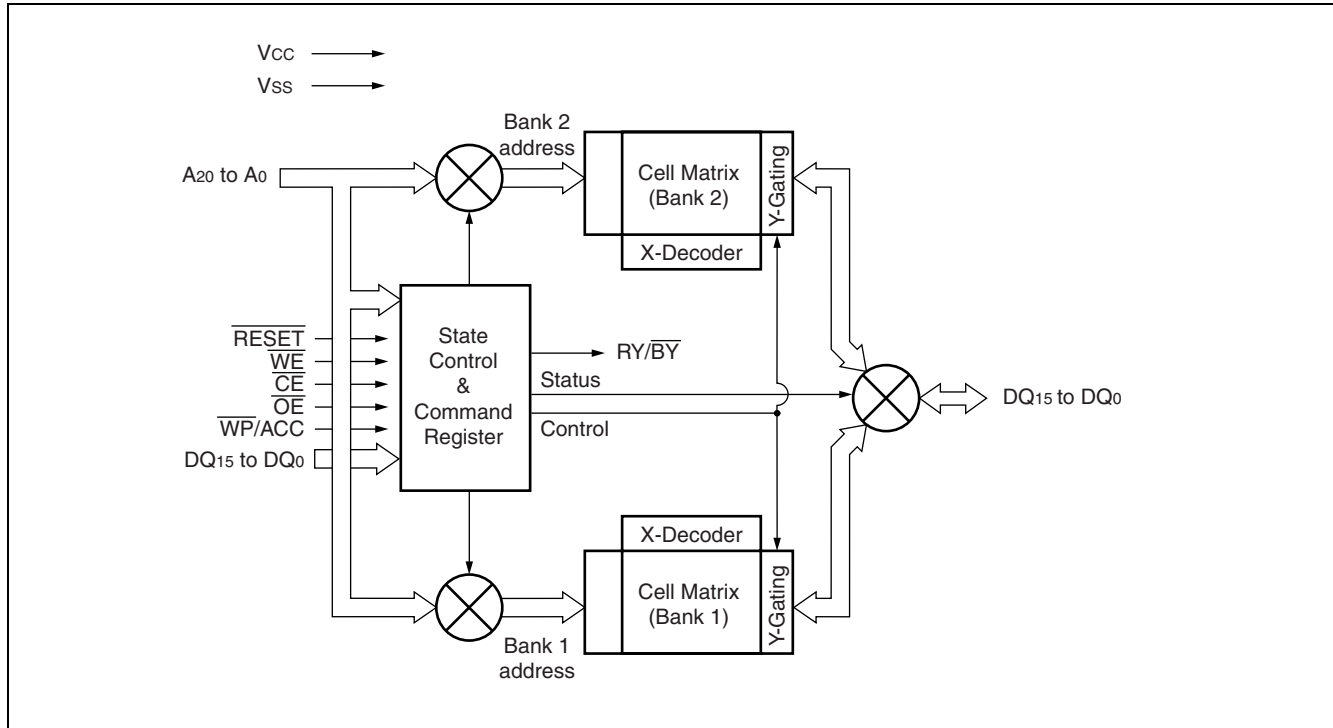 VCC
VSS
Bank 2
address
A20 to A0
Cell Matrix
(Bank 2)
Y-Gating
X-Decoder
RESET
WE
CE
OE
WP/ACC
DQ15 to DQ0
State
Control
&
Command
Register
RY/BY
Status
Control
DQ15 to DQ0
X-Decoder
Cell Matrix
(Bank 1)
Y-Gating
Bank 1
address